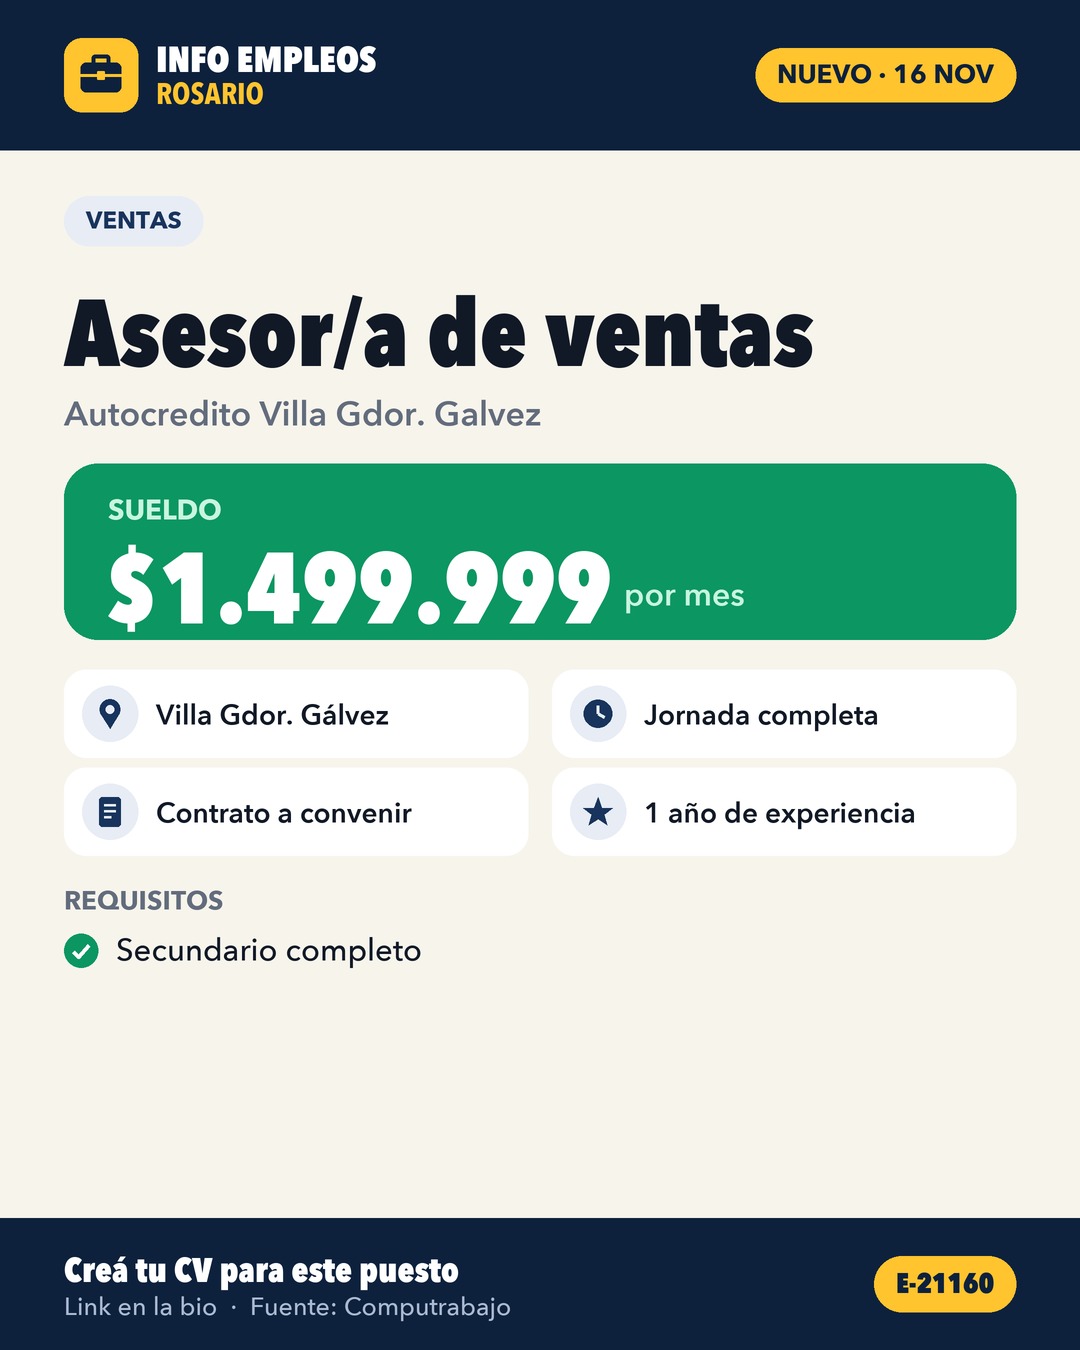 INFO EMPLEOS
ROSARIO
NUEVO · 16 NOV
VENTAS
Asesor/a de ventas
Autocredito Villa Gdor. Galvez
SUELDO
$1.499.999 por mes
Villa Gdor. Gálvez
Jornada completa
Contrato a convenir
1 año de experiencia
REQUISITOS
Secundario completo
Creá tu CV para este puesto
Link en la bio · Fuente: Computrabajo
E-21160